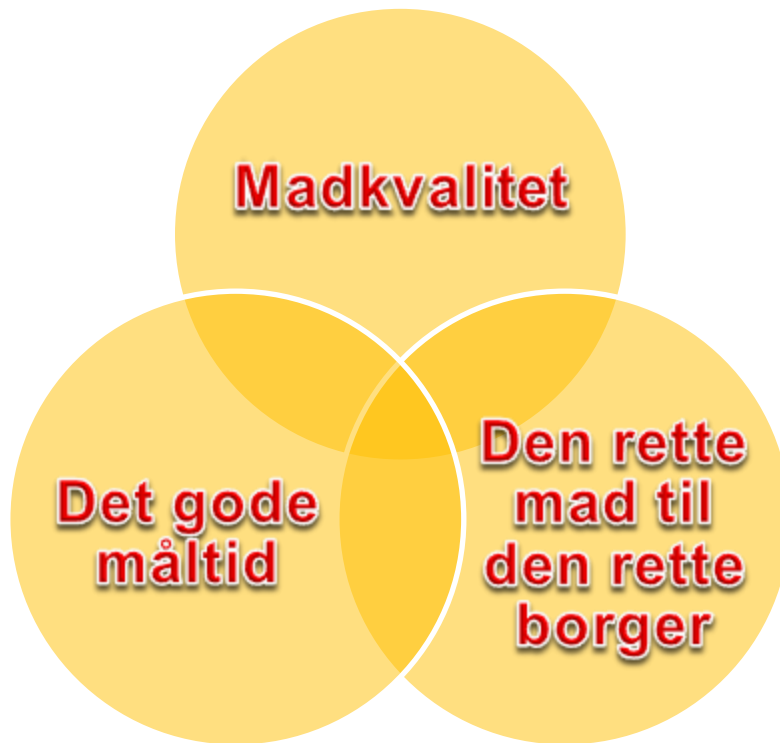 Madkvalitet
Det gode
måltid
Den rette
mad til
den rette
borger